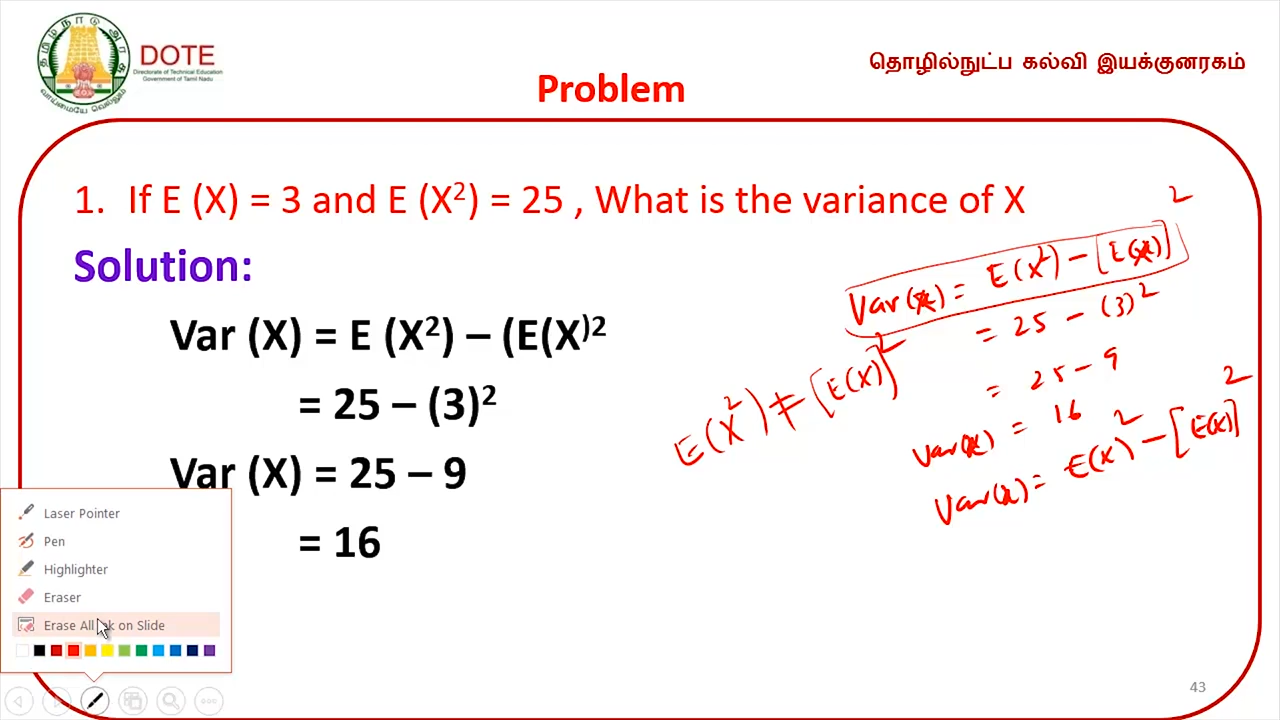 தமிழ்நாடு அரசு
வாய்மையே வெல்லும்
DOTE
Directorate of Technical Education
Government of Tamil Nadu
தொழில்நுட்ப கல்வி இயக்குனரகம்
Problem
1. If E (X) = 3 and E (X²) = 25 , What is the variance of X
Solution:
Var (X) = E (X²) – (E(X⁾²
= 25 – (3)²
Var (X) = 25 – 9
= 16
Var(x) = E(X²) – [E(x)]²
= 25 – (3)²
= 25 – 9
Var(x) = 16
Var(x) = E(x)² – [E(x)]²
E(X²) ≠ [E(X)]²
Laser Pointer
Pen
Highlighter
Eraser
Erase All Ink on Slide
43